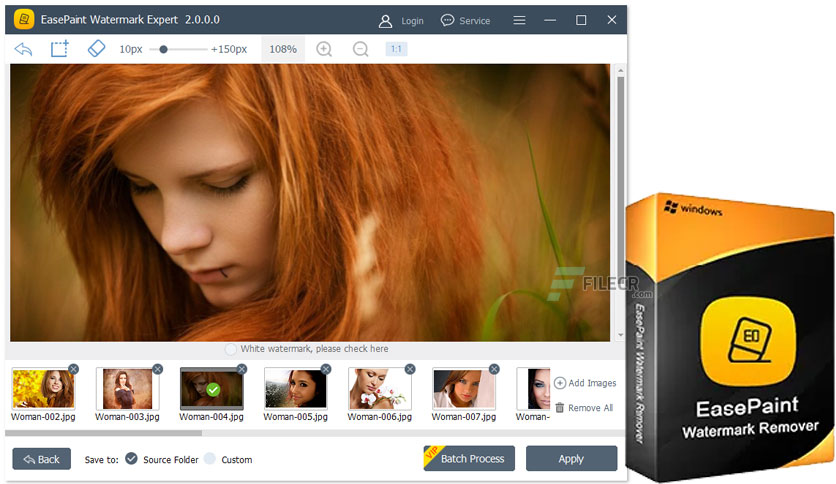 EasePaint Watermark Expert 2.0.0.0
Login
Service
10px
+150px
108%
1:1
windows
FILECR
.com
White watermark, please check here
Woman-002.jpg
Woman-003.jpg
Woman-004.jpg
Woman-005.jpg
Woman-006.jpg
Woman-007.jpg
Woman-
Add Images
Remove All
Back
Save to:
Source Folder
Custom
VIP
Batch Process
Apply
EasePaint Watermark Remover
EasePaint
Watermark Remover